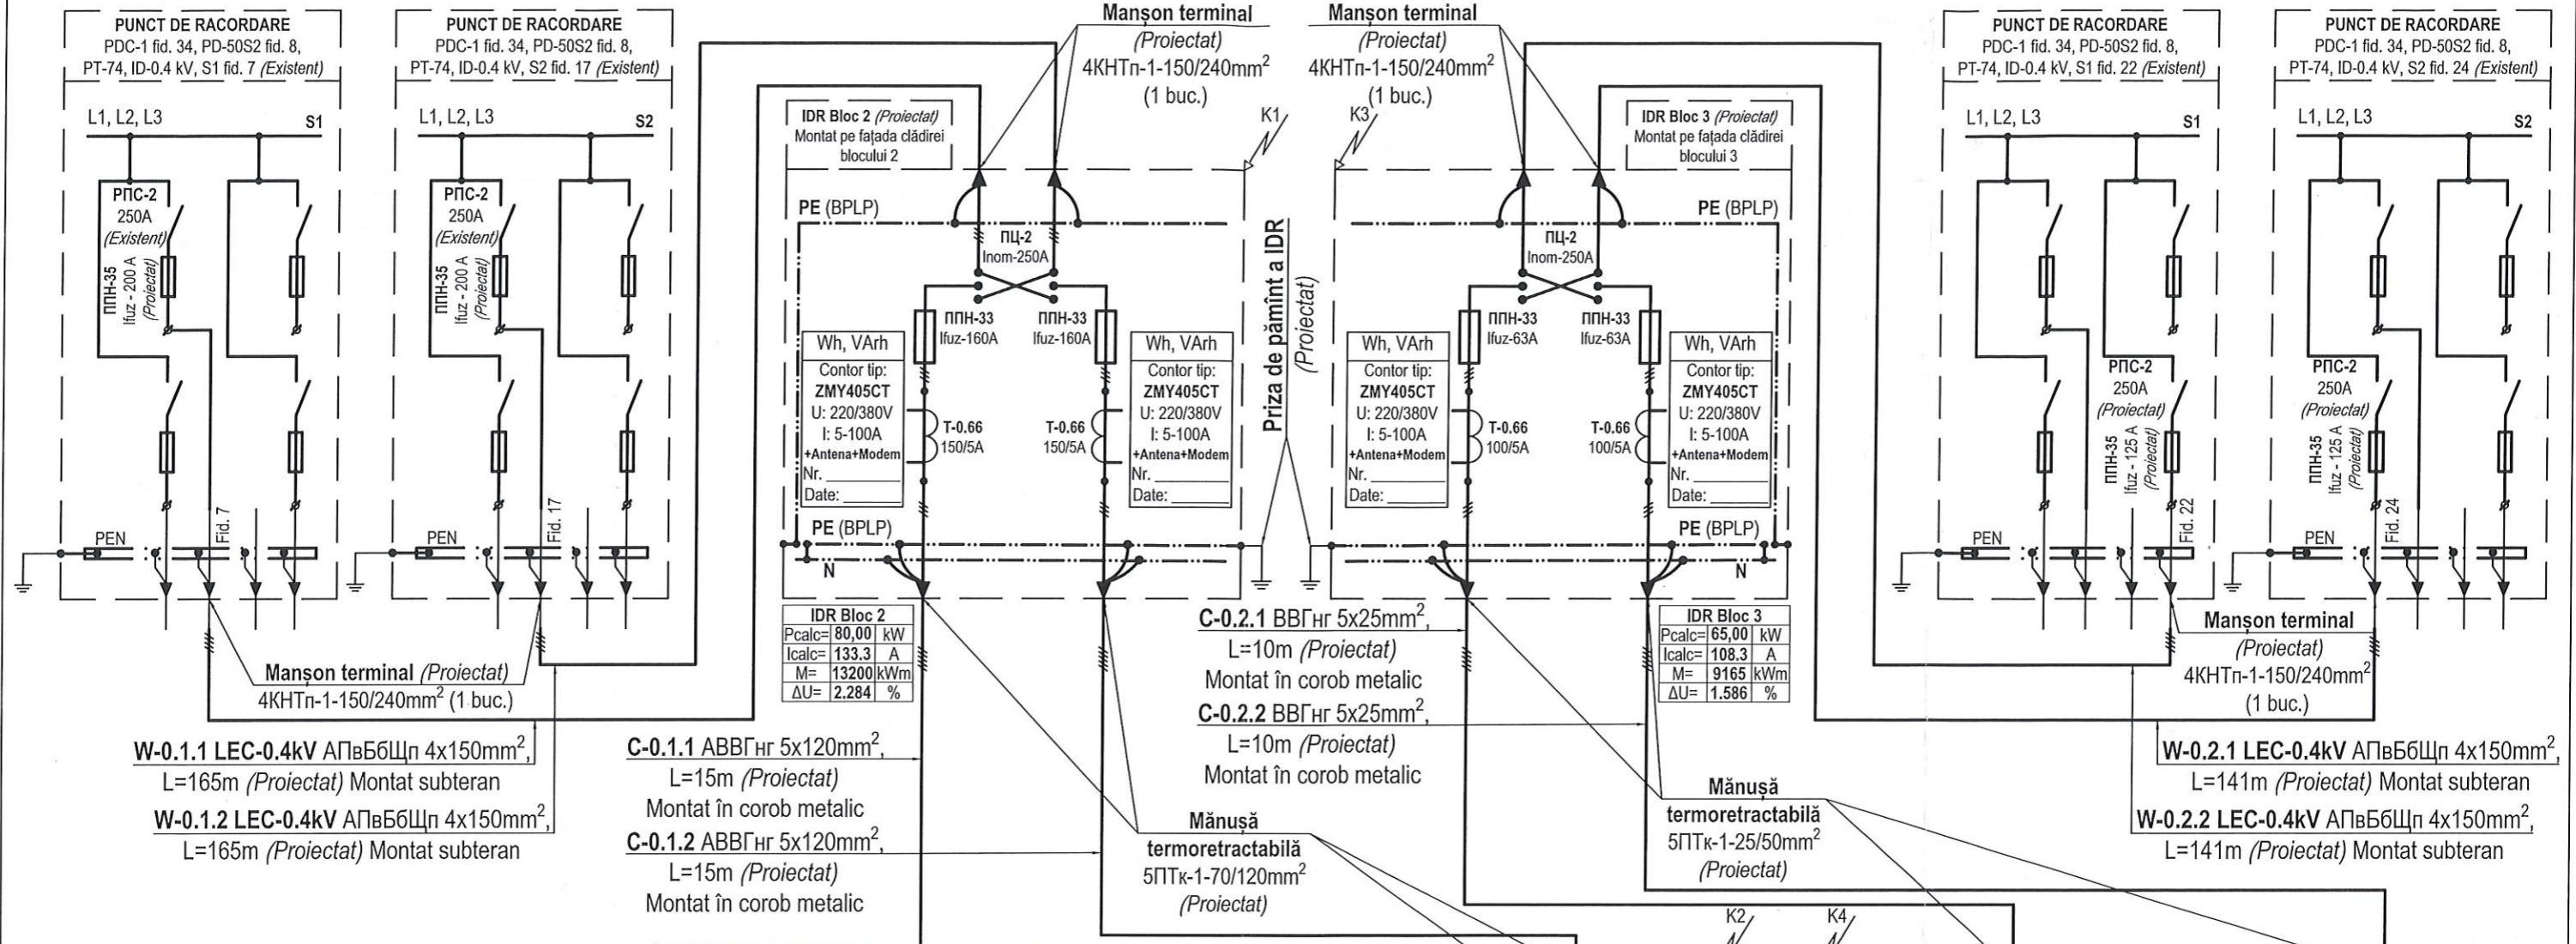 PUNCT DE RACORDARE
PDC-1 fid. 34, PD-50S2 fid. 8,
PT-74, ID-0.4 kV, S1 fid. 7 (Existent)
L1, L2, L3
S1
РПС-2
250A
(Existent)
ППН-35
Ifuz - 200 A
(Proiectat)
PEN
Fid. 7
PUNCT DE RACORDARE
PDC-1 fid. 34, PD-50S2 fid. 8,
PT-74, ID-0.4 kV, S2 fid. 17 (Existent)
L1, L2, L3
S2
РПС-2
250A
(Existent)
ППН-35
Ifuz - 200 A
(Proiectat)
PEN
Fid. 17
Manșon terminal (Proiectat)
4КНТп-1-150/240mm² (1 buc.)
W-0.1.1 LEC-0.4kV АПвБбЩп 4x150mm²,
L=165m (Proiectat) Montat subteran
W-0.1.2 LEC-0.4kV АПвБбЩп 4x150mm²,
L=165m (Proiectat) Montat subteran
Manșon terminal
(Proiectat)
4КНТп-1-150/240mm²
(1 buc.)
K1
IDR Bloc 2 (Proiectat)
Montat pe fațada clădirei
blocului 2
PE (BPLP)
ПЦ-2
Inom-250A
ППН-33
Ifuz-160A
ППН-33
Ifuz-160A
Wh, VArh
Contor tip:
ZMY405CT
U: 220/380V
I: 5-100A
+Antena+Modem
Nr. ________
Date: ______
T-0.66
150/5A
T-0.66
150/5A
Wh, VArh
Contor tip:
ZMY405CT
U: 220/380V
I: 5-100A
+Antena+Modem
Nr. ________
Date: ______
PE (BPLP)
N
IDR Bloc 2
Pcalc= 80,00 kW
Icalc= 133.3 A
M= 13200 kWm
ΔU= 2.284 %
C-0.1.1 АВВГнг 5x120mm²,
L=15m (Proiectat)
Montat în corob metalic
C-0.1.2 АВВГнг 5x120mm²,
L=15m (Proiectat)
Montat în corob metalic
Mănușă
termoretractabilă
5ПТк-1-70/120mm²
(Proiectat)
Priza de pămînt a IDR
(Proiectat)
Manșon terminal
(Proiectat)
4КНТп-1-150/240mm²
(1 buc.)
K3
IDR Bloc 3 (Proiectat)
Montat pe fațada clădirei
blocului 3
PE (BPLP)
ПЦ-2
Inom-250A
ППН-33
Ifuz-63A
ППН-33
Ifuz-63A
Wh, VArh
Contor tip:
ZMY405CT
U: 220/380V
I: 5-100A
+Antena+Modem
Nr. ________
Date: ______
T-0.66
100/5A
T-0.66
100/5A
Wh, VArh
Contor tip:
ZMY405CT
U: 220/380V
I: 5-100A
+Antena+Modem
Nr. ________
Date: ______
PE (BPLP)
N
C-0.2.1 ВВГнг 5x25mm²,
L=10m (Proiectat)
Montat în corob metalic
C-0.2.2 ВВГнг 5x25mm²,
L=10m (Proiectat)
Montat în corob metalic
IDR Bloc 3
Pcalc= 65,00 kW
Icalc= 108.3 A
M= 9165 kWm
ΔU= 1.586 %
Mănușă
termoretractabilă
5ПТк-1-25/50mm²
(Proiectat)
K2
K4
PUNCT DE RACORDARE
PDC-1 fid. 34, PD-50S2 fid. 8,
PT-74, ID-0.4 kV, S1 fid. 22 (Existent)
L1, L2, L3
S1
РПС-2
250A
(Proiectat)
ППН-35
Ifuz - 125 A
(Proiectat)
PEN
Fid. 22
PUNCT DE RACORDARE
PDC-1 fid. 34, PD-50S2 fid. 8,
PT-74, ID-0.4 kV, S2 fid. 24 (Existent)
L1, L2, L3
S2
РПС-2
250A
(Proiectat)
ППН-35
Ifuz - 125 A
(Proiectat)
PEN
Fid. 24
Manșon terminal
(Proiectat)
4КНТп-1-150/240mm²
(1 buc.)
W-0.2.1 LEC-0.4kV АПвБбЩп 4x150mm²,
L=141m (Proiectat) Montat subteran
W-0.2.2 LEC-0.4kV АПвБбЩп 4x150mm²,
L=141m (Proiectat) Montat subteran